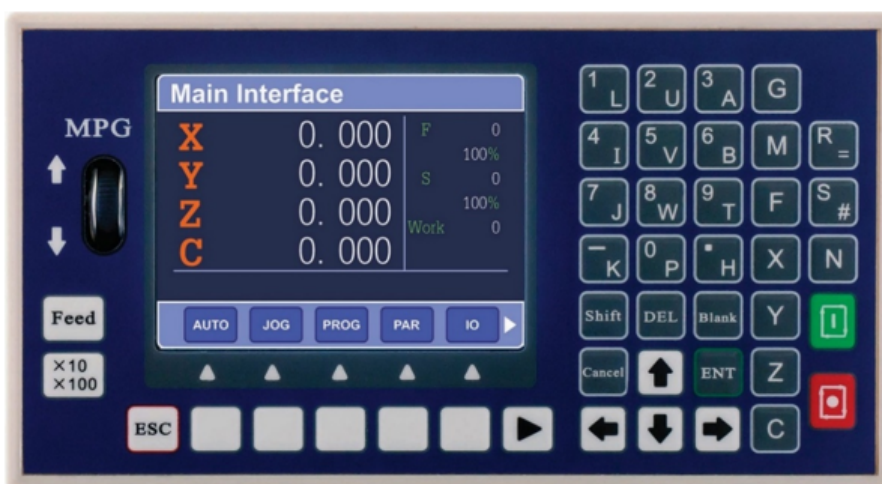 Main Interface
MPG
X 0. 000
Y 0. 000
Z 0. 000
C 0. 000
F 0
100%
S 0
100%
Work 0
AUTO JOG PROG PAR IO
Feed
×10
×100
ESC
1 L 2 U 3 A G
4 I 5 V 6 B M R =
7 J 8 W 9 T F S #
— K 0 P . H X N
Shift DEL Blank Y
Cancel ENT Z
C